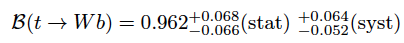 ℬ(t → Wb) = 0.962^{+0.068}_{-0.066}(stat) ^{+0.064}_{-0.052}(syst)